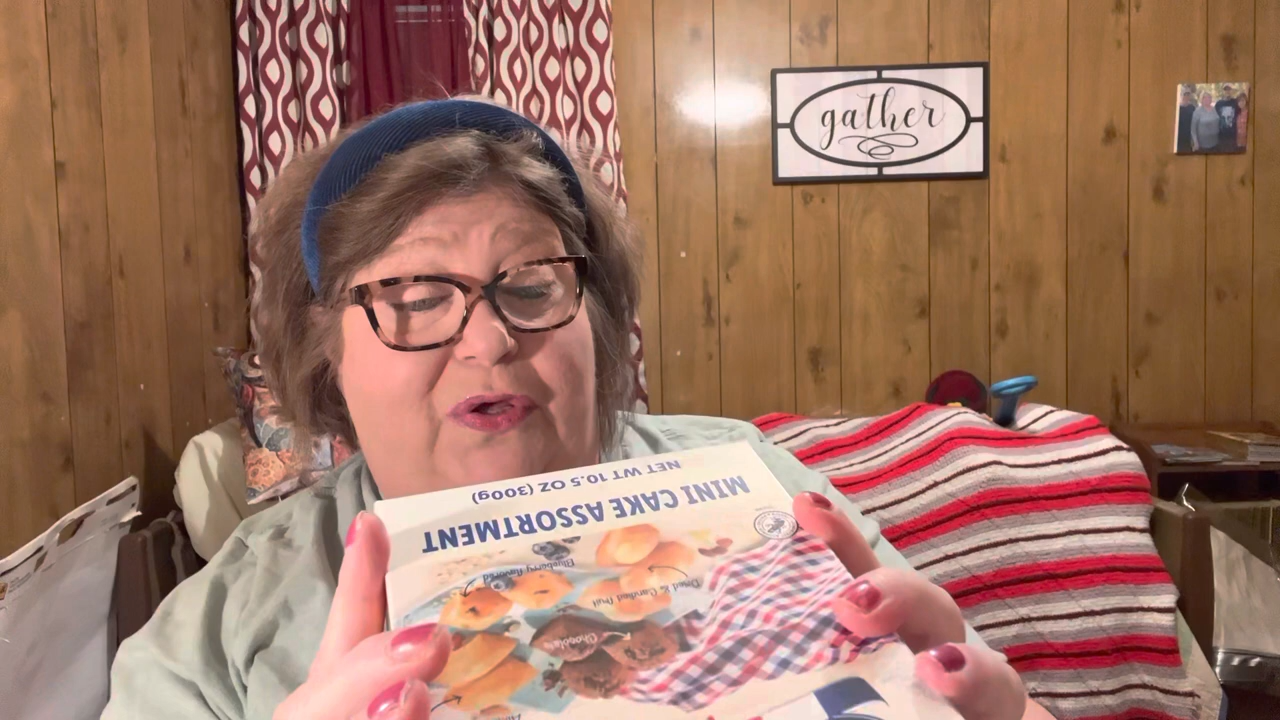 gather
NET WT 10.5 OZ (300g)
MINI CAKE ASSORTMENT
Blueberry flavored
Dried & Candied Fruit
Chocolate